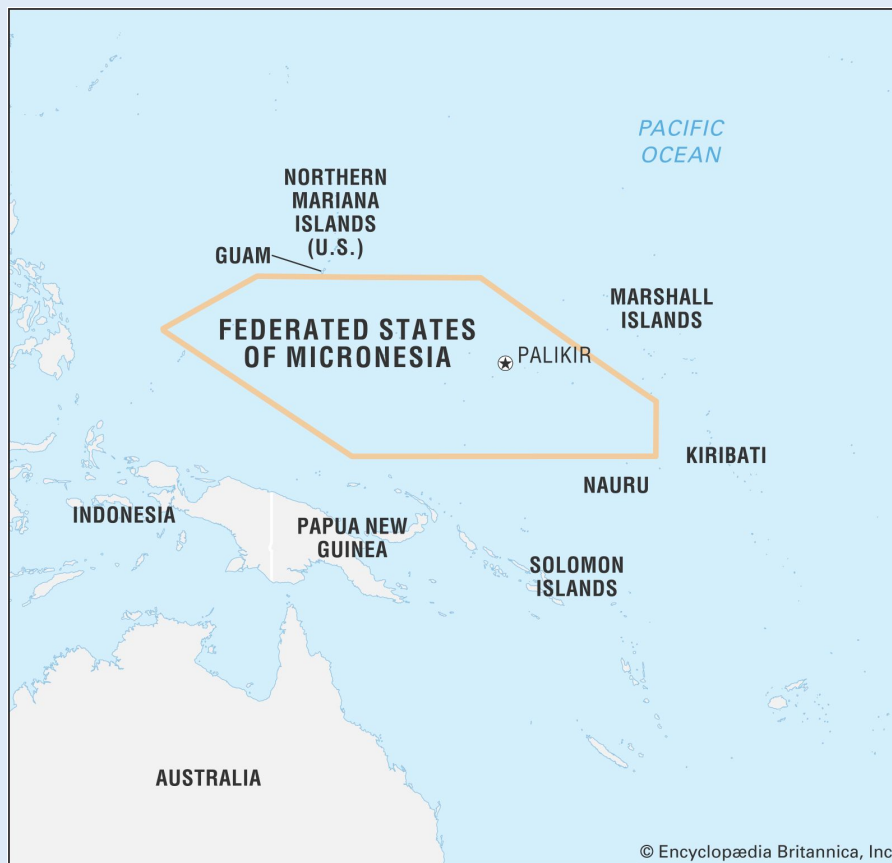 PACIFIC
OCEAN
NORTHERN
MARIANA
ISLANDS
(U.S.)
GUAM
MARSHALL
ISLANDS
FEDERATED STATES
OF MICRONESIA
PALIKIR
KIRIBATI
NAURU
INDONESIA
PAPUA NEW
GUINEA
SOLOMON
ISLANDS
AUSTRALIA
© Encyclopædia Britannica, Inc